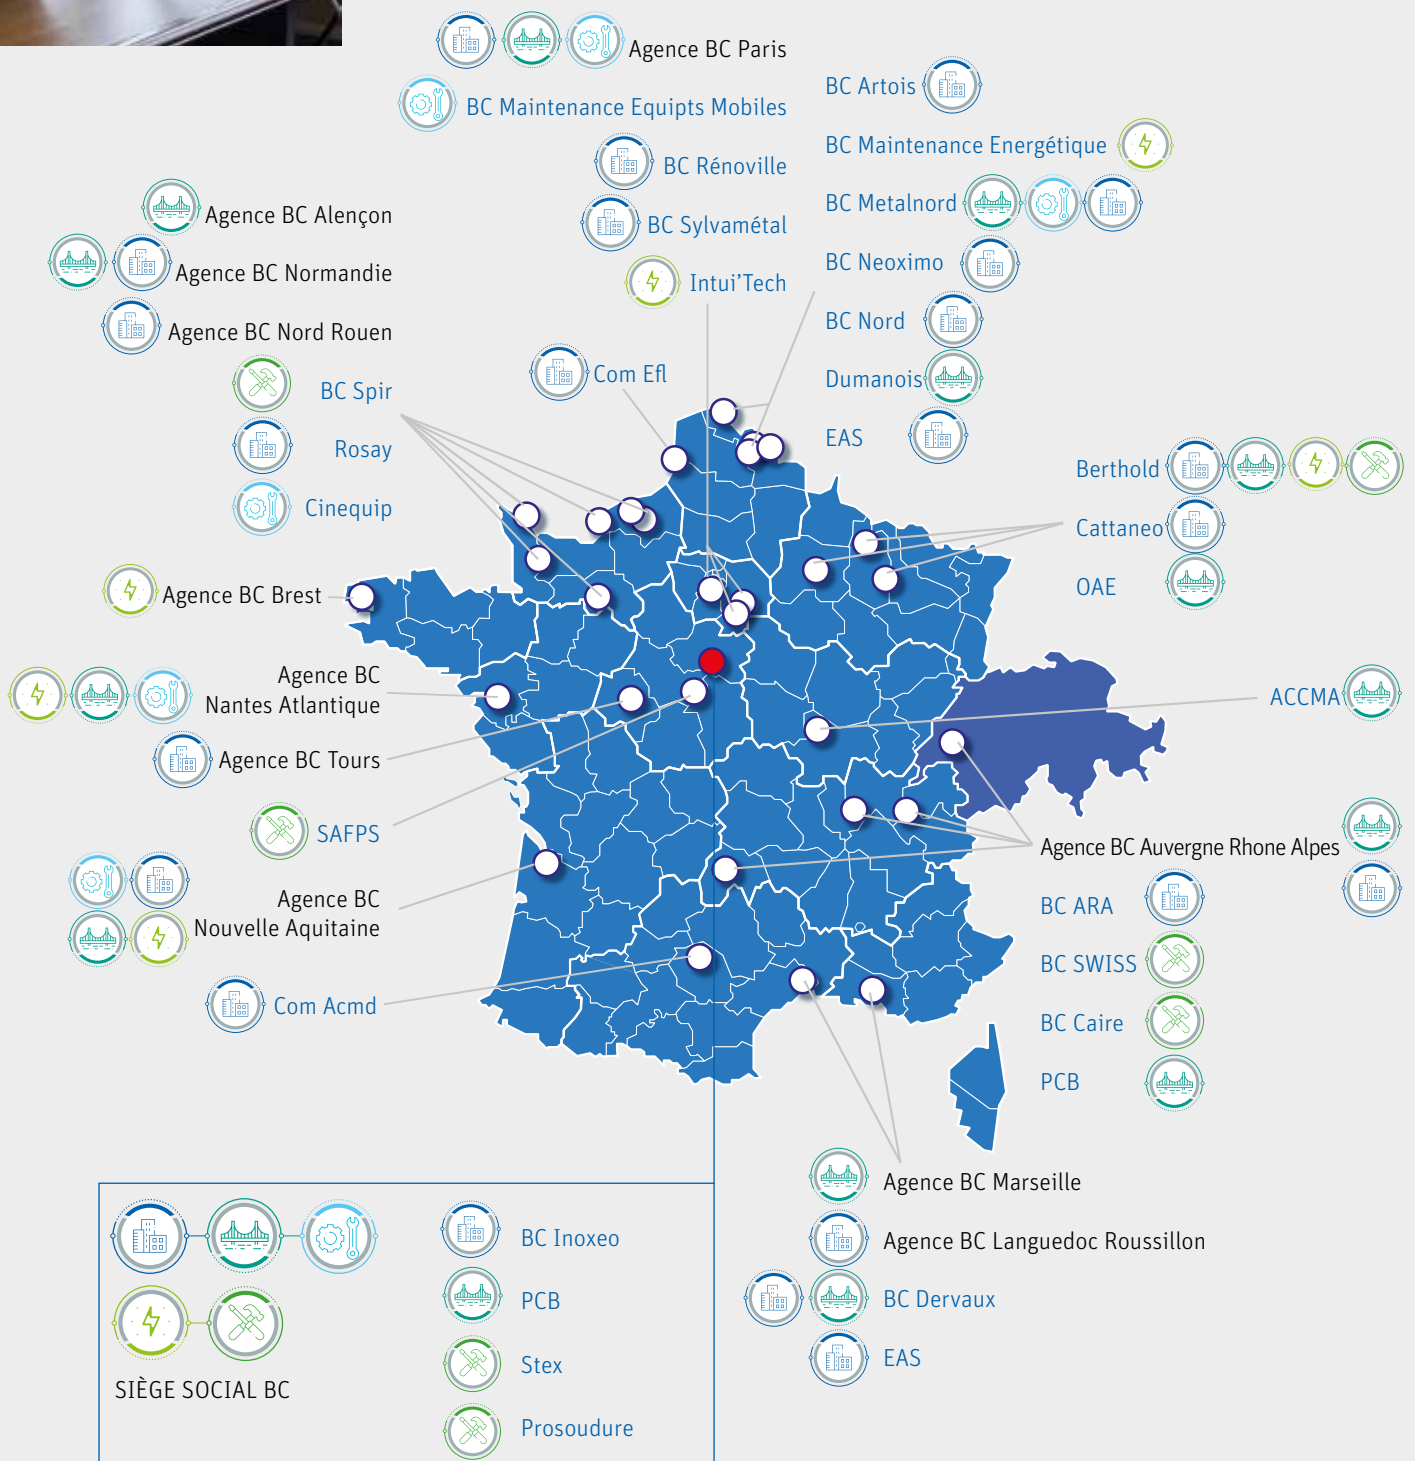 Agence BC Paris
BC Maintenance Equipts Mobiles
BC Rénoville
BC Sylvamétal
Intui'Tech
BC Artois
BC Maintenance Energétique
BC Metalnord
BC Neoximo
BC Nord
Dumanois
EAS
Agence BC Alençon
Agence BC Normandie
Agence BC Nord Rouen
BC Spir
Rosay
Cinequip
Com Efl
Berthold
Cattaneo
OAE
Agence BC Brest
Agence BC
Nantes Atlantique
Agence BC Tours
SAFPS
Agence BC
Nouvelle Aquitaine
Com Acmd
ACCMA
Agence BC Auvergne Rhone Alpes
BC ARA
BC SWISS
BC Caire
PCB
Agence BC Marseille
Agence BC Languedoc Roussillon
BC Dervaux
EAS
SIÈGE SOCIAL BC
BC Inoxeo
PCB
Stex
Prosoudure